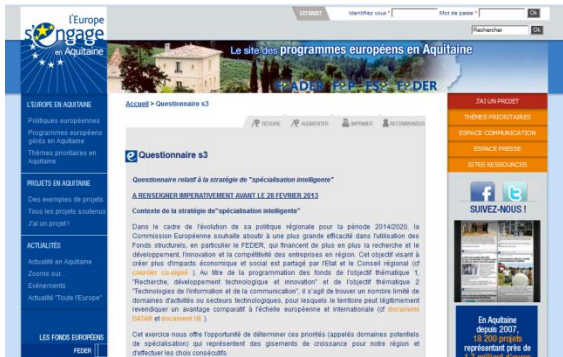 l'Europe
s'engage
en Aquitaine
EXTRANET
Identifiez vous *
Mot de passe *
Ok
Rechercher
Ok
Le site des programmes européens en Aquitaine
FEADER FEP FSE FEDER
L'EUROPE EN AQUITAINE
Politiques européennes
Programmes européens
gérés en Aquitaine
Thèmes prioritaires en
Aquitaine
PROJETS EN AQUITAINE
Des exemples de projets
Tous les projets soutenus
J'ai un projet !
ACTUALITÉS
Actualité en Aquitaine
Zooms sur...
Evénements
Actualité "Toute l'Europe"
LES FONDS EUROPÉENS
FEDER
Accueil > Questionnaire s3
RÉDUIRE
AUGMENTER
IMPRIMER
RECOMMANDER
Questionnaire s3
Questionnaire relatif à la stratégie de "spécialisation intelligente"
A RENSEIGNER IMPERATIVEMENT AVANT LE 28 FEVRIER 2013
Contexte de la stratégie de"spécialisation intelligente"
Dans le cadre de l'évolution de sa politique régionale pour la période 2014/2020, la
Commission Européenne souhaite aboutir à une plus grande efficacité dans l'utilisation des
Fonds structurels, en particulier le FEDER, qui financent de plus en plus la recherche et le
développement, l'innovation et la compétitivité des entreprises en région. Cet objectif visant à
créer plus d'impacts économique et social est partagé par l'Etat et le Conseil régional (cf
courrier co-signé ). Au titre de la programmation des fonds de l'objectif thématique 1,
"Recherche, développement technologique et innovation" et de l'objectif thématique 2
"Technologies de l'information et de la communication", il s'agit de trouver un nombre limité de
domaines d'activités ou secteurs technologiques, pour lesquels le territoire peut légitimement
revendiquer un avantage comparatif à l'échelle européenne et internationale (cf document
DATAR et document UE ).
Cet exercice nous offre l'opportunité de déterminer ces priorités (appelés domaines potentiels
de spécialisation) qui représentent des gisements de croissance pour notre région et
d'effectuer les choix consécutifs.
J'AI UN PROJET
THÈMES PRIORITAIRES
ESPACE COMMUNICATION
ESPACE PRESSE
SITES RESSOURCES
SUIVEZ-NOUS !
En Aquitaine
depuis 2007,
18 200 projets
représentant près de